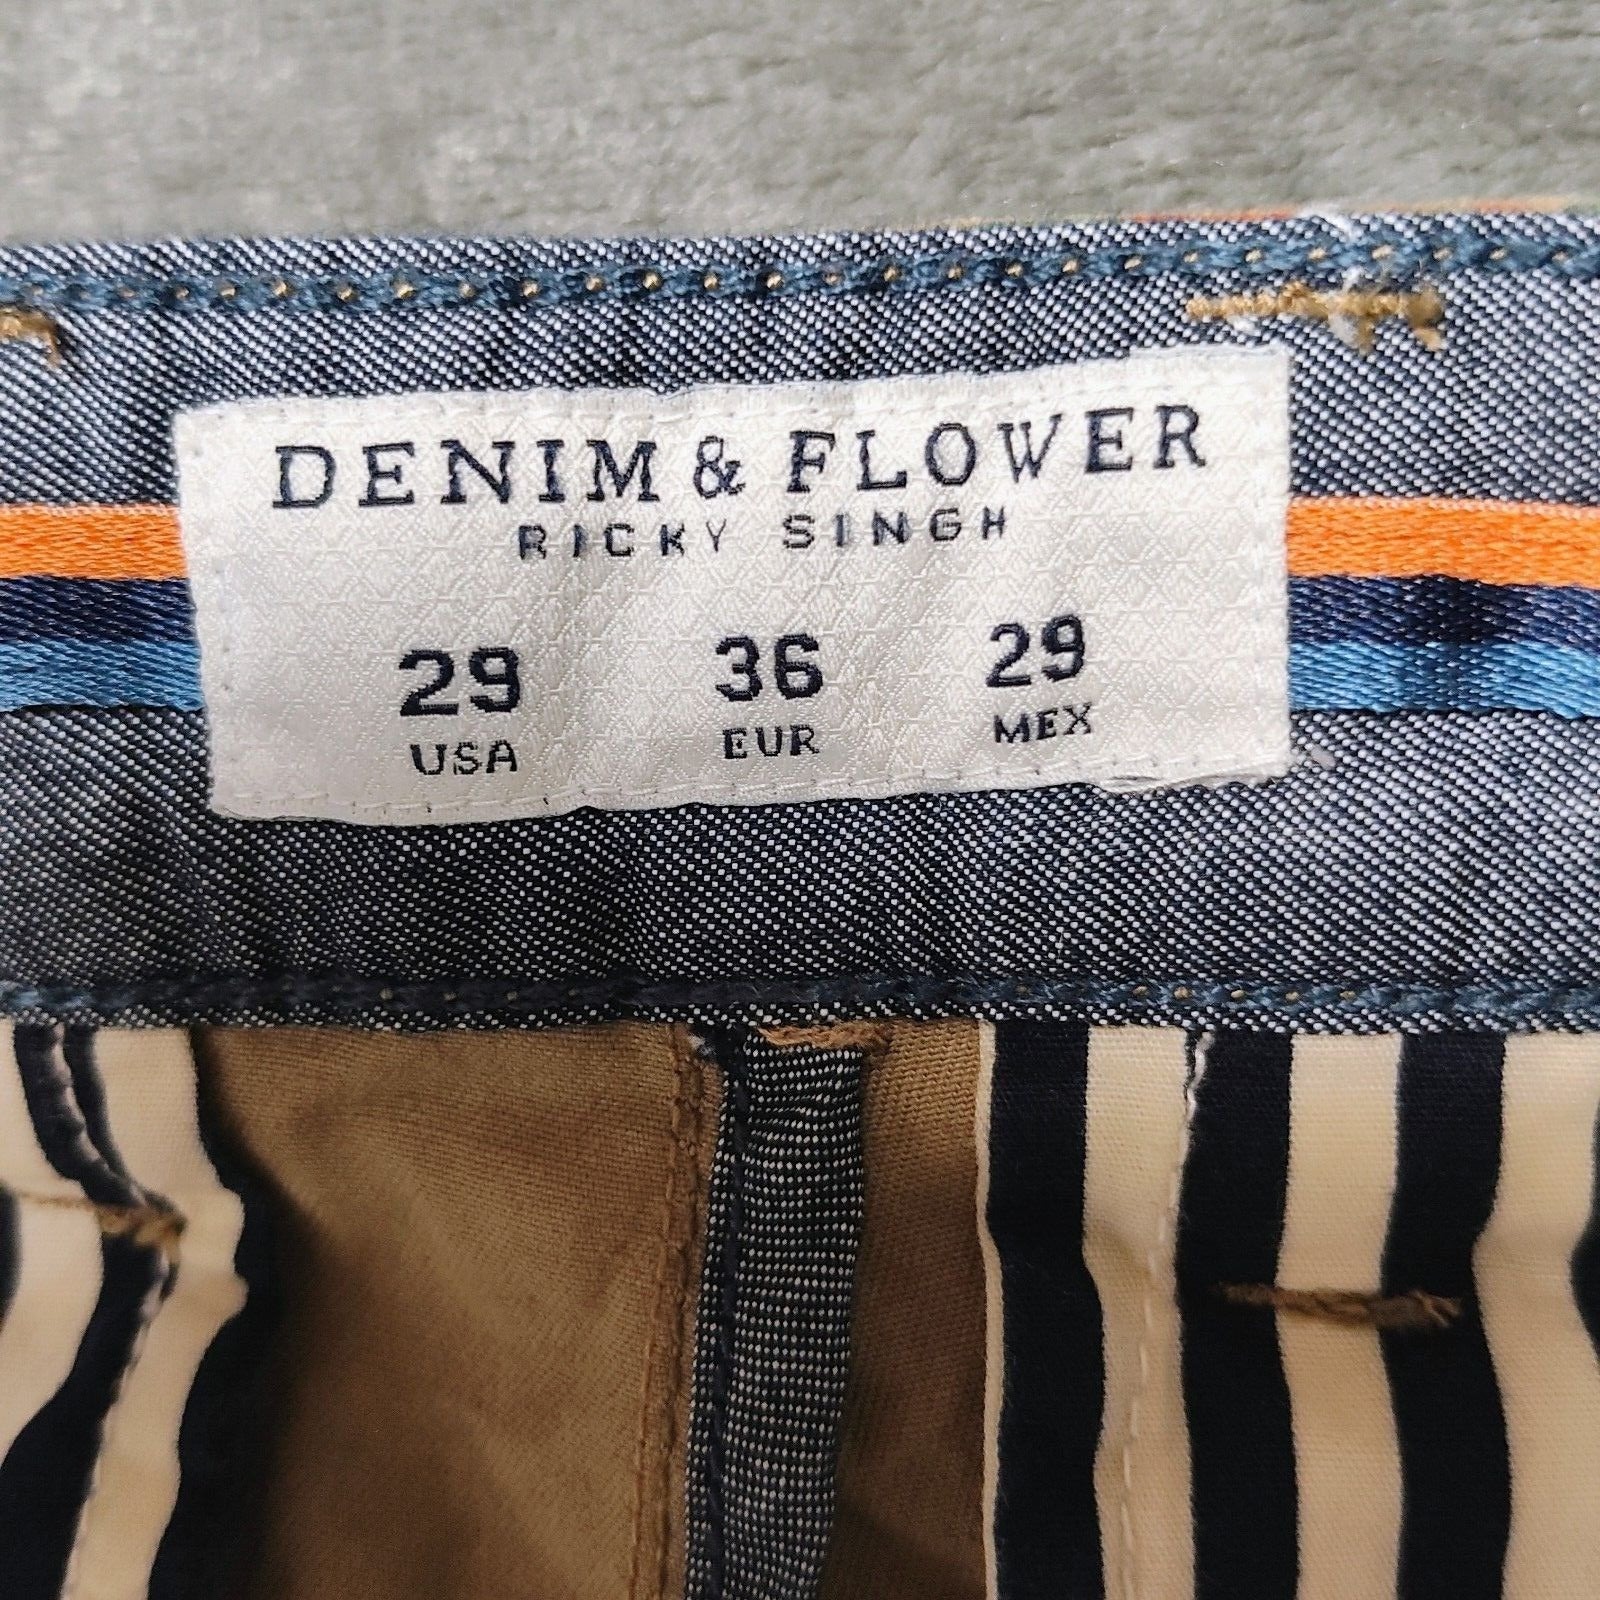 DENIM & FLOWER
RICKY SINGH
29 36 29
USA EUR MEX